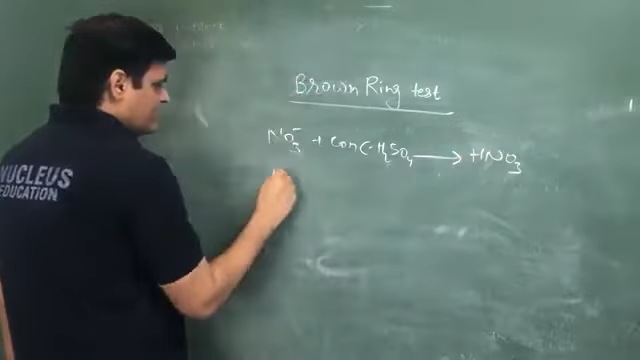 Brown Ring test
NO₃⁻ + Conc. H₂SO₄ ⟶ HNO₃
NUCLEUS
EDUCATION